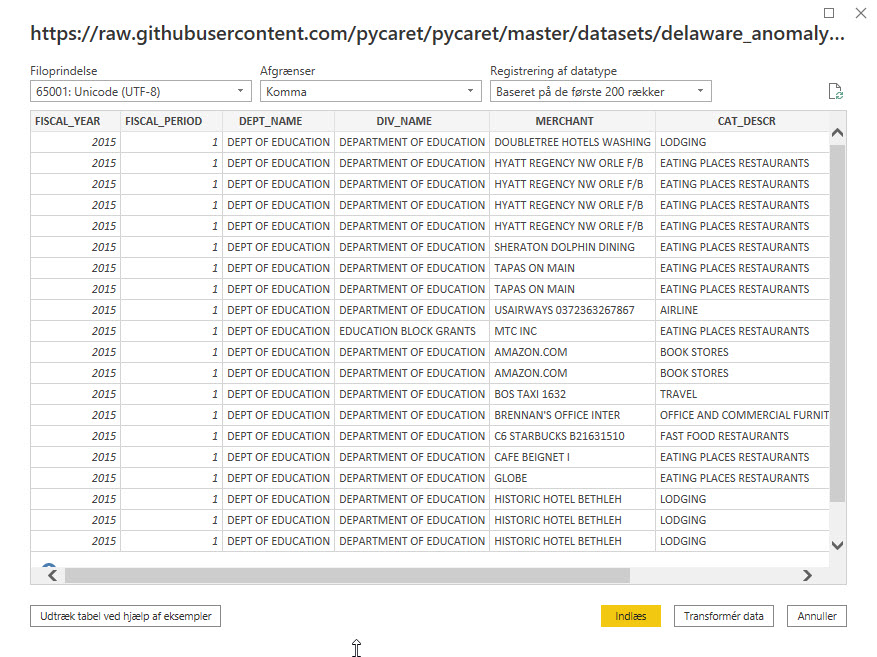 https://raw.githubusercontent.com/pycaret/pycaret/master/datasets/delaware_anomaly...
Filoprindelse Afgrænser Registrering af datatype
65001: Unicode (UTF-8) Komma Baseret på de første 200 rækker
FISCAL_YEAR FISCAL_PERIOD DEPT_NAME DIV_NAME MERCHANT CAT_DESCR
2015 1 DEPT OF EDUCATION DEPARTMENT OF EDUCATION DOUBLETREE HOTELS WASHING LODGING
2015 1 DEPT OF EDUCATION DEPARTMENT OF EDUCATION HYATT REGENCY NW ORLE F/B EATING PLACES RESTAURANTS
2015 1 DEPT OF EDUCATION DEPARTMENT OF EDUCATION HYATT REGENCY NW ORLE F/B EATING PLACES RESTAURANTS
2015 1 DEPT OF EDUCATION DEPARTMENT OF EDUCATION HYATT REGENCY NW ORLE F/B EATING PLACES RESTAURANTS
2015 1 DEPT OF EDUCATION DEPARTMENT OF EDUCATION HYATT REGENCY NW ORLE F/B EATING PLACES RESTAURANTS
2015 1 DEPT OF EDUCATION DEPARTMENT OF EDUCATION SHERATON DOLPHIN DINING EATING PLACES RESTAURANTS
2015 1 DEPT OF EDUCATION DEPARTMENT OF EDUCATION TAPAS ON MAIN EATING PLACES RESTAURANTS
2015 1 DEPT OF EDUCATION DEPARTMENT OF EDUCATION TAPAS ON MAIN EATING PLACES RESTAURANTS
2015 1 DEPT OF EDUCATION DEPARTMENT OF EDUCATION USAIRWAYS 0372363267867 AIRLINE
2015 1 DEPT OF EDUCATION EDUCATION BLOCK GRANTS MTC INC EATING PLACES RESTAURANTS
2015 1 DEPT OF EDUCATION DEPARTMENT OF EDUCATION AMAZON.COM BOOK STORES
2015 1 DEPT OF EDUCATION DEPARTMENT OF EDUCATION AMAZON.COM BOOK STORES
2015 1 DEPT OF EDUCATION DEPARTMENT OF EDUCATION BOS TAXI 1632 TRAVEL
2015 1 DEPT OF EDUCATION DEPARTMENT OF EDUCATION BRENNAN'S OFFICE INTER OFFICE AND COMMERCIAL FURNIT
2015 1 DEPT OF EDUCATION DEPARTMENT OF EDUCATION C6 STARBUCKS B21631510 FAST FOOD RESTAURANTS
2015 1 DEPT OF EDUCATION DEPARTMENT OF EDUCATION CAFE BEIGNET I EATING PLACES RESTAURANTS
2015 1 DEPT OF EDUCATION DEPARTMENT OF EDUCATION GLOBE EATING PLACES RESTAURANTS
2015 1 DEPT OF EDUCATION DEPARTMENT OF EDUCATION HISTORIC HOTEL BETHLEH LODGING
2015 1 DEPT OF EDUCATION DEPARTMENT OF EDUCATION HISTORIC HOTEL BETHLEH LODGING
2015 1 DEPT OF EDUCATION DEPARTMENT OF EDUCATION HISTORIC HOTEL BETHLEH LODGING
Udtræk tabel ved hjælp af eksempler Indlæs Transformér data Annuller